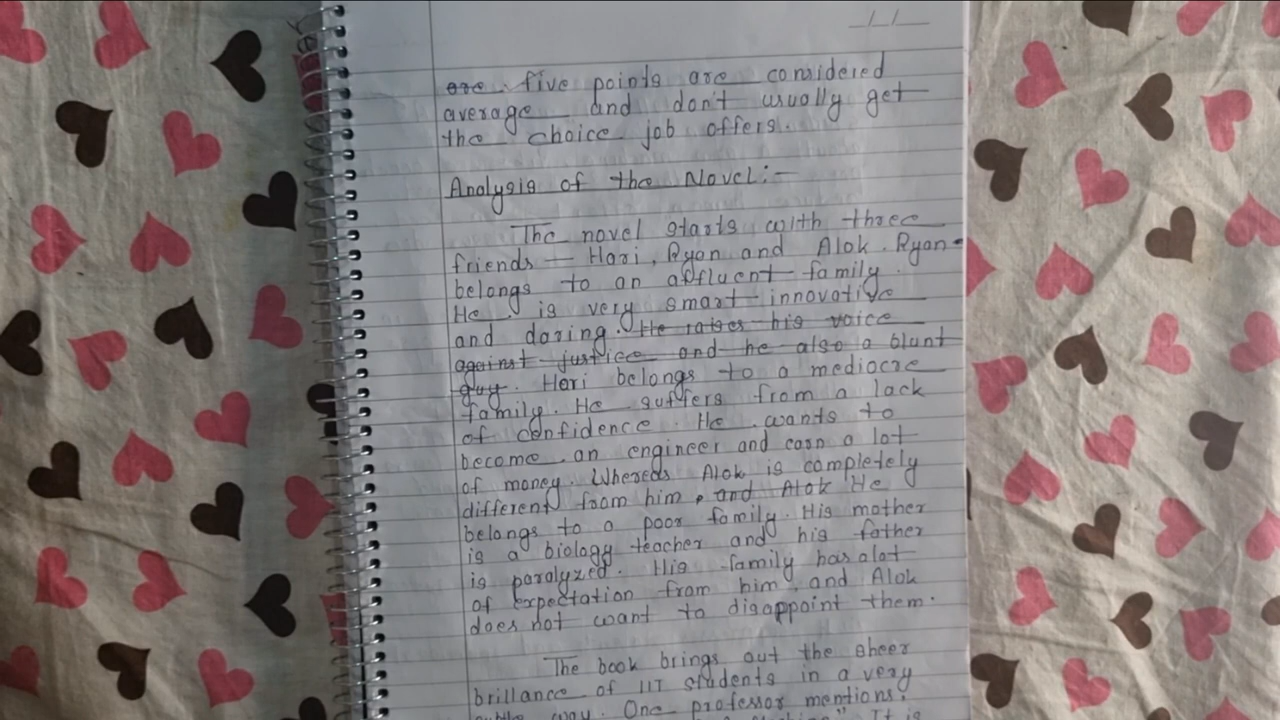 are five points are considered
average and don't usually get
the choice job offers.
Analysis of the Novel:-
The novel starts with three
friends - Hari, Ryan and Alok. Ryan
belongs to an affluent family.
He is very smart innovative
and daring. He raises his voice
against justice and he also a blunt
guy. Hari belongs to a mediocre
family. He suffers from a lack
of confidence. He wants to
become an engineer and earn a lot
of money. Whereas Alok is completely
different from him, and Alok He
belongs to a poor family. His mother
is a biology teacher and his father
is paralyzed. His family has alot
of expectation from him and Alok
does not want to disappoint them.
The book brings out the sheer
brillance of IIT students in a very
way. One professor mentions:
" It is